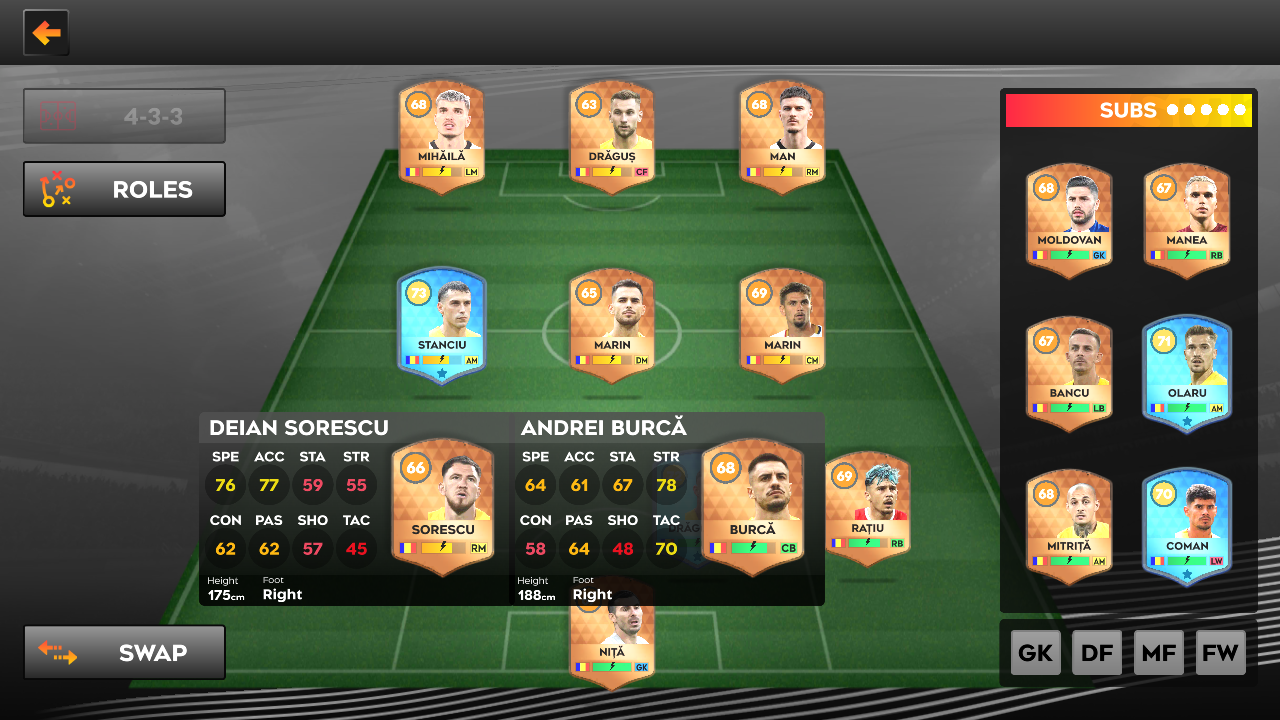 4-3-3
ROLES
68
MIHĂILĂ
LM
63
DRĂGUȘ
CF
68
MAN
RM
73
STANCIU
AM
65
MARIN
DM
69
MARIN
CM
DEIAN SORESCU
SPE ACC STA STR
76 77 59 55
CON PAS SHO TAC
62 62 57 45
Height Foot
175cm Right
66
SORESCU
RM
ANDREI BURCĂ
SPE ACC STA STR
64 61 67 78
CON PAS SHO TAC
58 64 48 70
Height Foot
188cm Right
68
BURCĂ
CB
69
RAȚIU
RB
NIȚĂ
GK
SWAP
SUBS
68
MOLDOVAN
GK
67
MANEA
RB
67
BANCU
LB
71
OLARU
AM
68
MITRIȚĂ
AM
70
COMAN
LW
GK DF MF FW